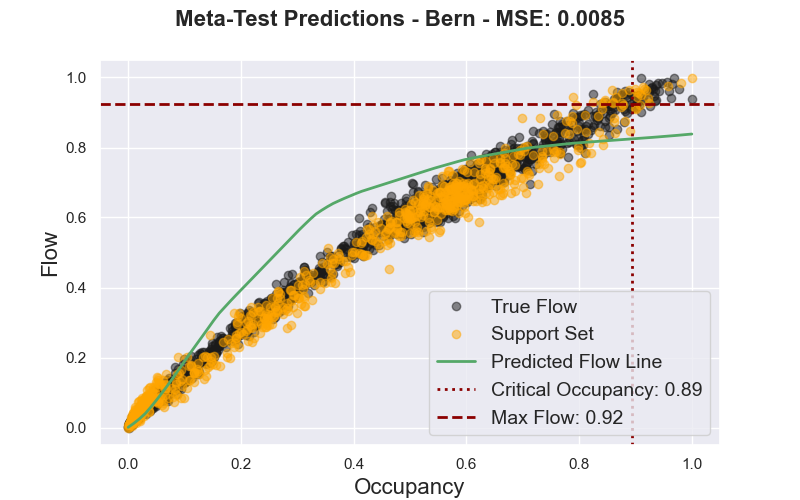 Meta-Test Predictions - Bern - MSE: 0.0085
1.0
0.8
0.6
0.4
0.2
0.0
Flow
True Flow
Support Set
Predicted Flow Line
Critical Occupancy: 0.89
Max Flow: 0.92
0.0 0.2 0.4 0.6 0.8 1.0
Occupancy